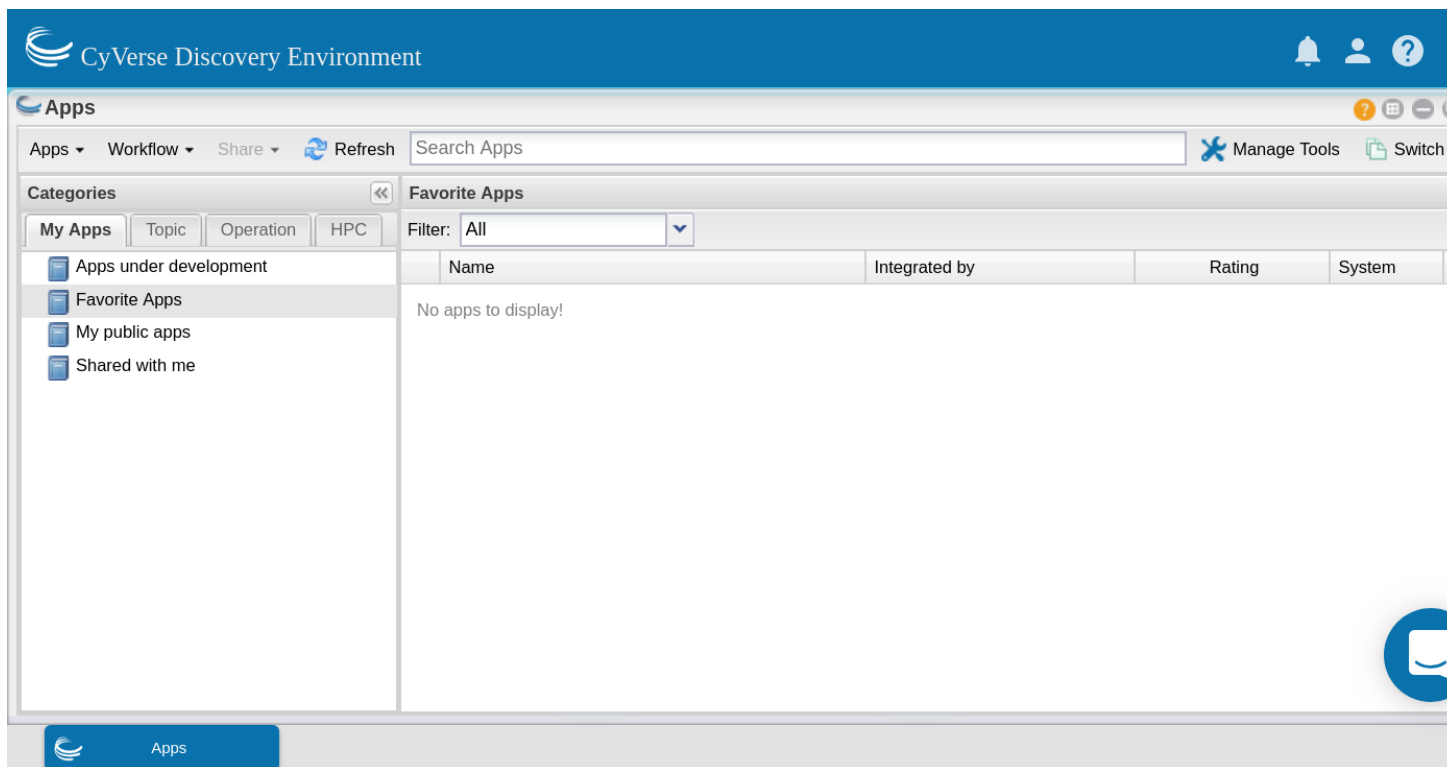 CyVerse Discovery Environment
?
Apps
?
Apps Workflow Share Refresh Search Apps Manage Tools Switch
Categories
Favorite Apps
My Apps Topic Operation HPC
Filter: All
Name Integrated by Rating System
Apps under development
Favorite Apps
My public apps
Shared with me
No apps to display!
Apps